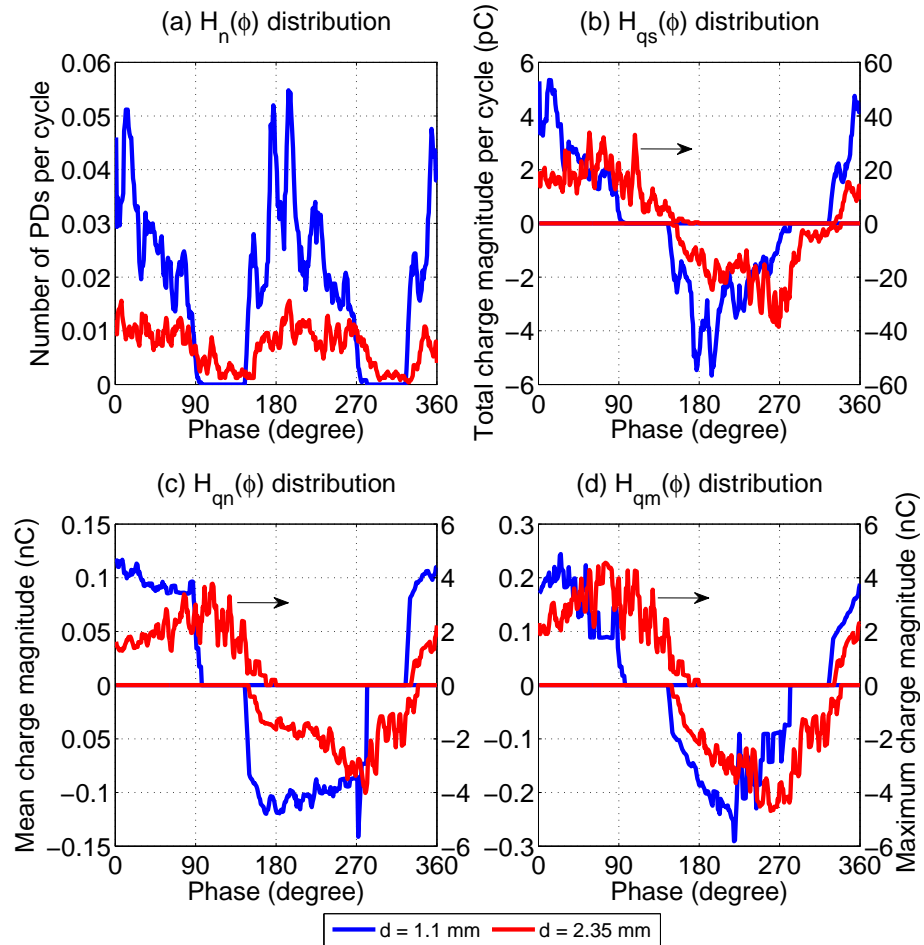 (a) Hn(ϕ) distribution
Number of PDs per cycle
0.06
0.05
0.04
0.03
0.02
0.01
0
0 90 180 270 360
Phase (degree)
(b) Hqs(ϕ) distribution
Total charge magnitude per cycle (pC)
6
4
2
0
−2
−4
−6
60
40
20
0
−20
−40
−60
0 90 180 270 360
Phase (degree)
(c) Hqn(ϕ) distribution
Mean charge magnitude (nC)
0.15
0.1
0.05
0
0.05
−0.1
−0.15
6
4
2
0
−2
−4
−6
0 90 180 270 360
Phase (degree)
(d) Hqm(ϕ) distribution
0.3
0.2
0.1
0
−0.1
−0.2
−0.3
6
4
2
0
−2
−4
−6
Maximum charge magnitude (nC)
0 90 180 270 360
Phase (degree)
d = 1.1 mm d = 2.35 mm